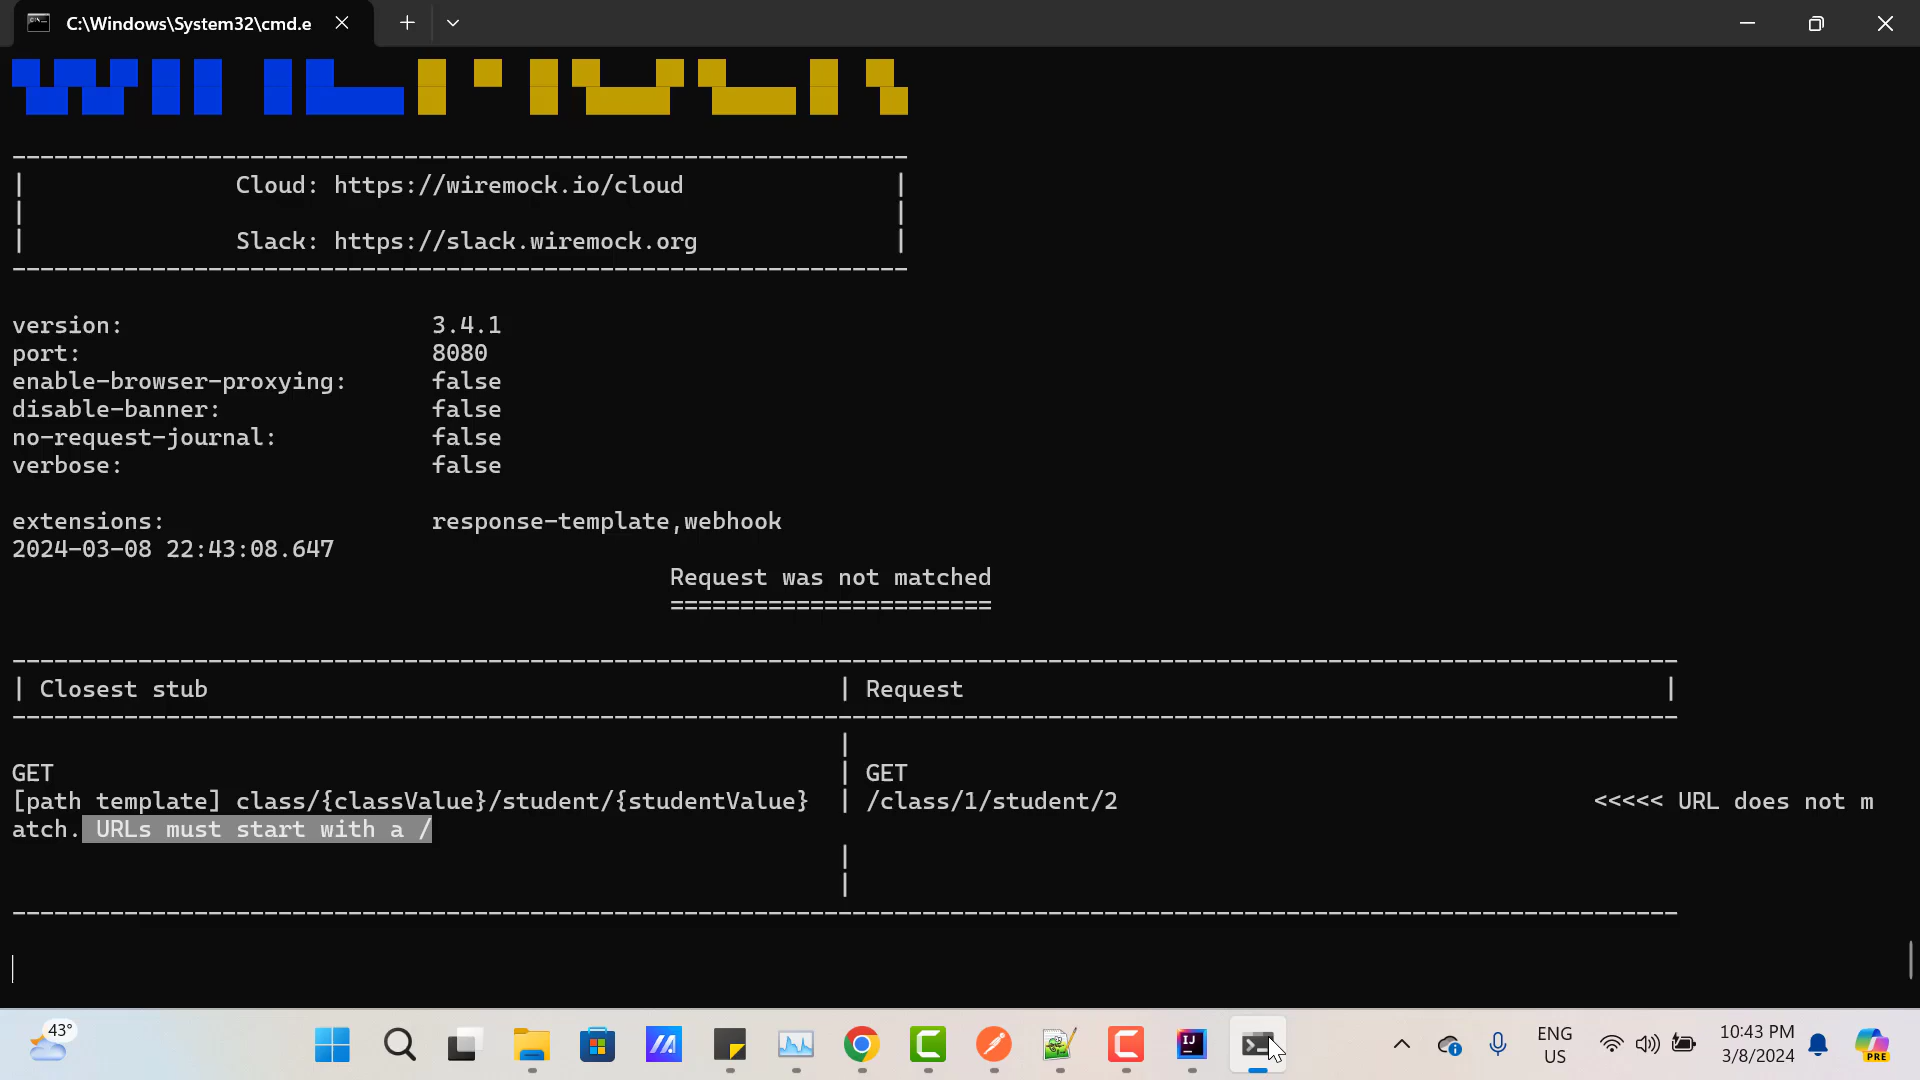 C:\Windows\System32\cmd.e
Cloud: https://wiremock.io/cloud
Slack: https://slack.wiremock.org
version: 3.4.1
port: 8080
enable-browser-proxying: false
disable-banner: false
no-request-journal: false
verbose: false
extensions: response-template,webhook
2024-03-08 22:43:08.647
Request was not matched
=======================
| Closest stub | Request |
GET | GET
[path template] class/{classValue}/student/{studentValue} | /class/1/student/2 <<<<< URL does not m
atch. URLs must start with a /
43°
ENG
US
10:43 PM
3/8/2024
IJ
PRE